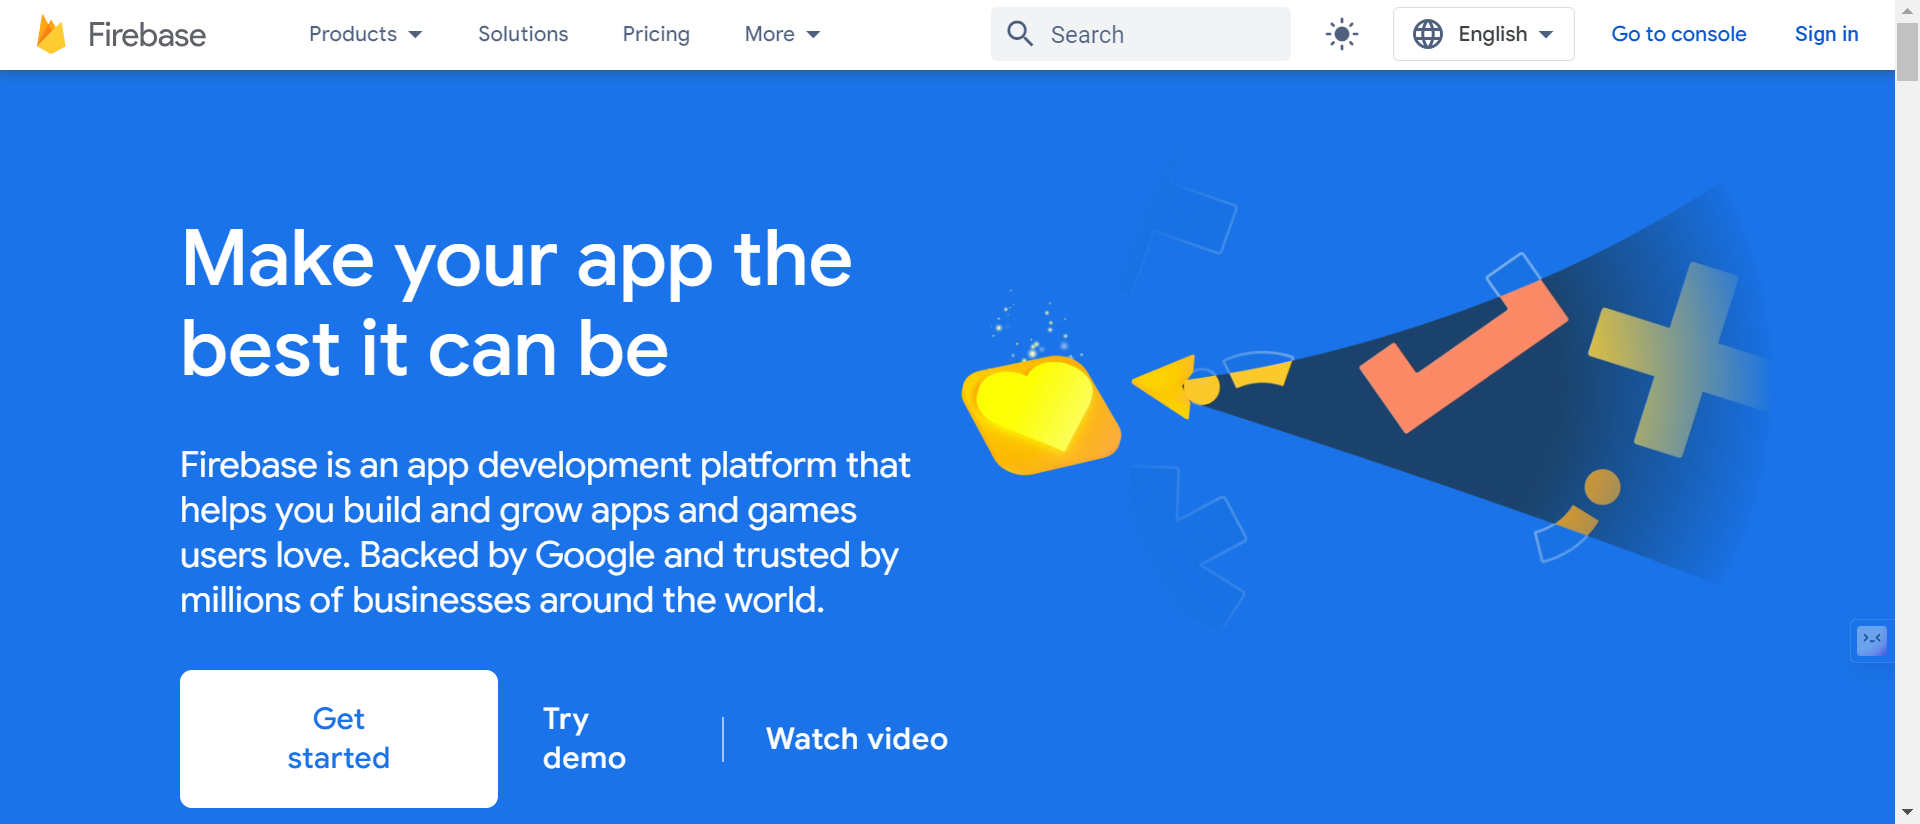 Firebase
Products
Solutions
Pricing
More
Search
English
Go to console
Sign in
Make your app the
best it can be
Firebase is an app development platform that
helps you build and grow apps and games
users love. Backed by Google and trusted by
millions of businesses around the world.
Get
started
Try
demo
Watch video